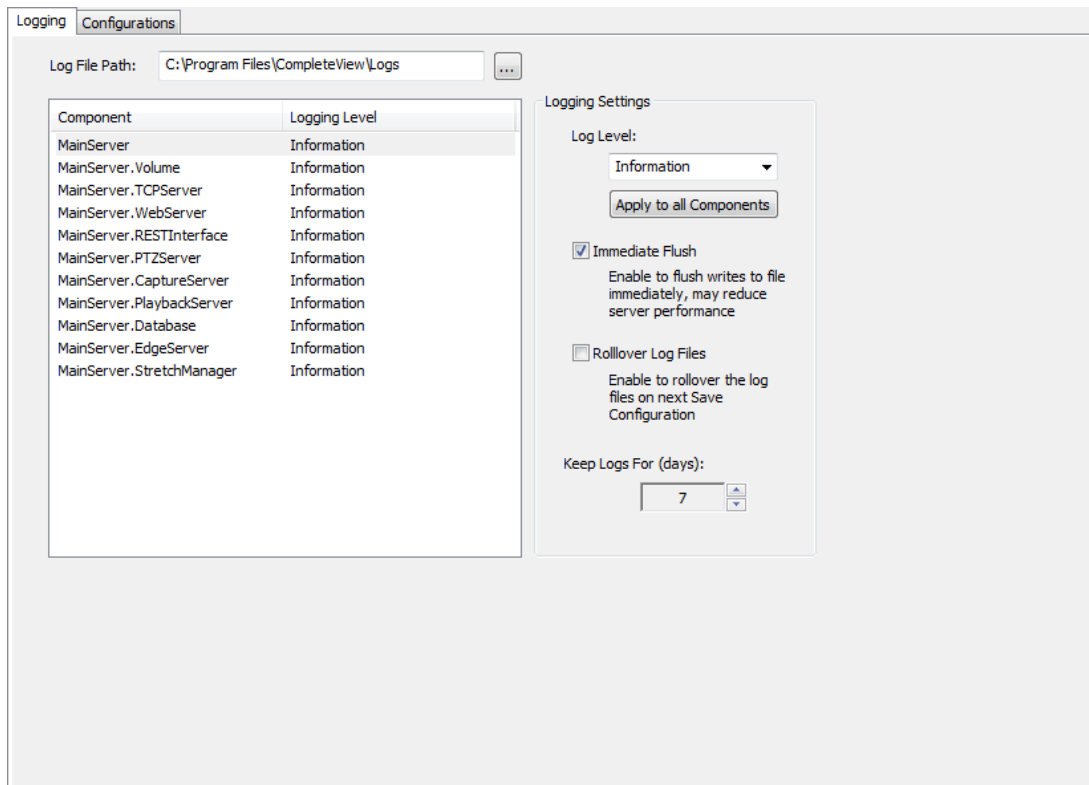 Logging Configurations
Log File Path: C:\Program Files\CompleteView\Logs ...
Component Logging Level
MainServer Information
MainServer.Volume Information
MainServer.TCPServer Information
MainServer.WebServer Information
MainServer.RESTInterface Information
MainServer.PTZServer Information
MainServer.CaptureServer Information
MainServer.PlaybackServer Information
MainServer.Database Information
MainServer.EdgeServer Information
MainServer.StretchManager Information
Logging Settings
Log Level:
Information
Apply to all Components
Immediate Flush
Enable to flush writes to file
immediately, may reduce
server performance
Rolllover Log Files
Enable to rollover the log
files on next Save
Configuration
Keep Logs For (days):
7